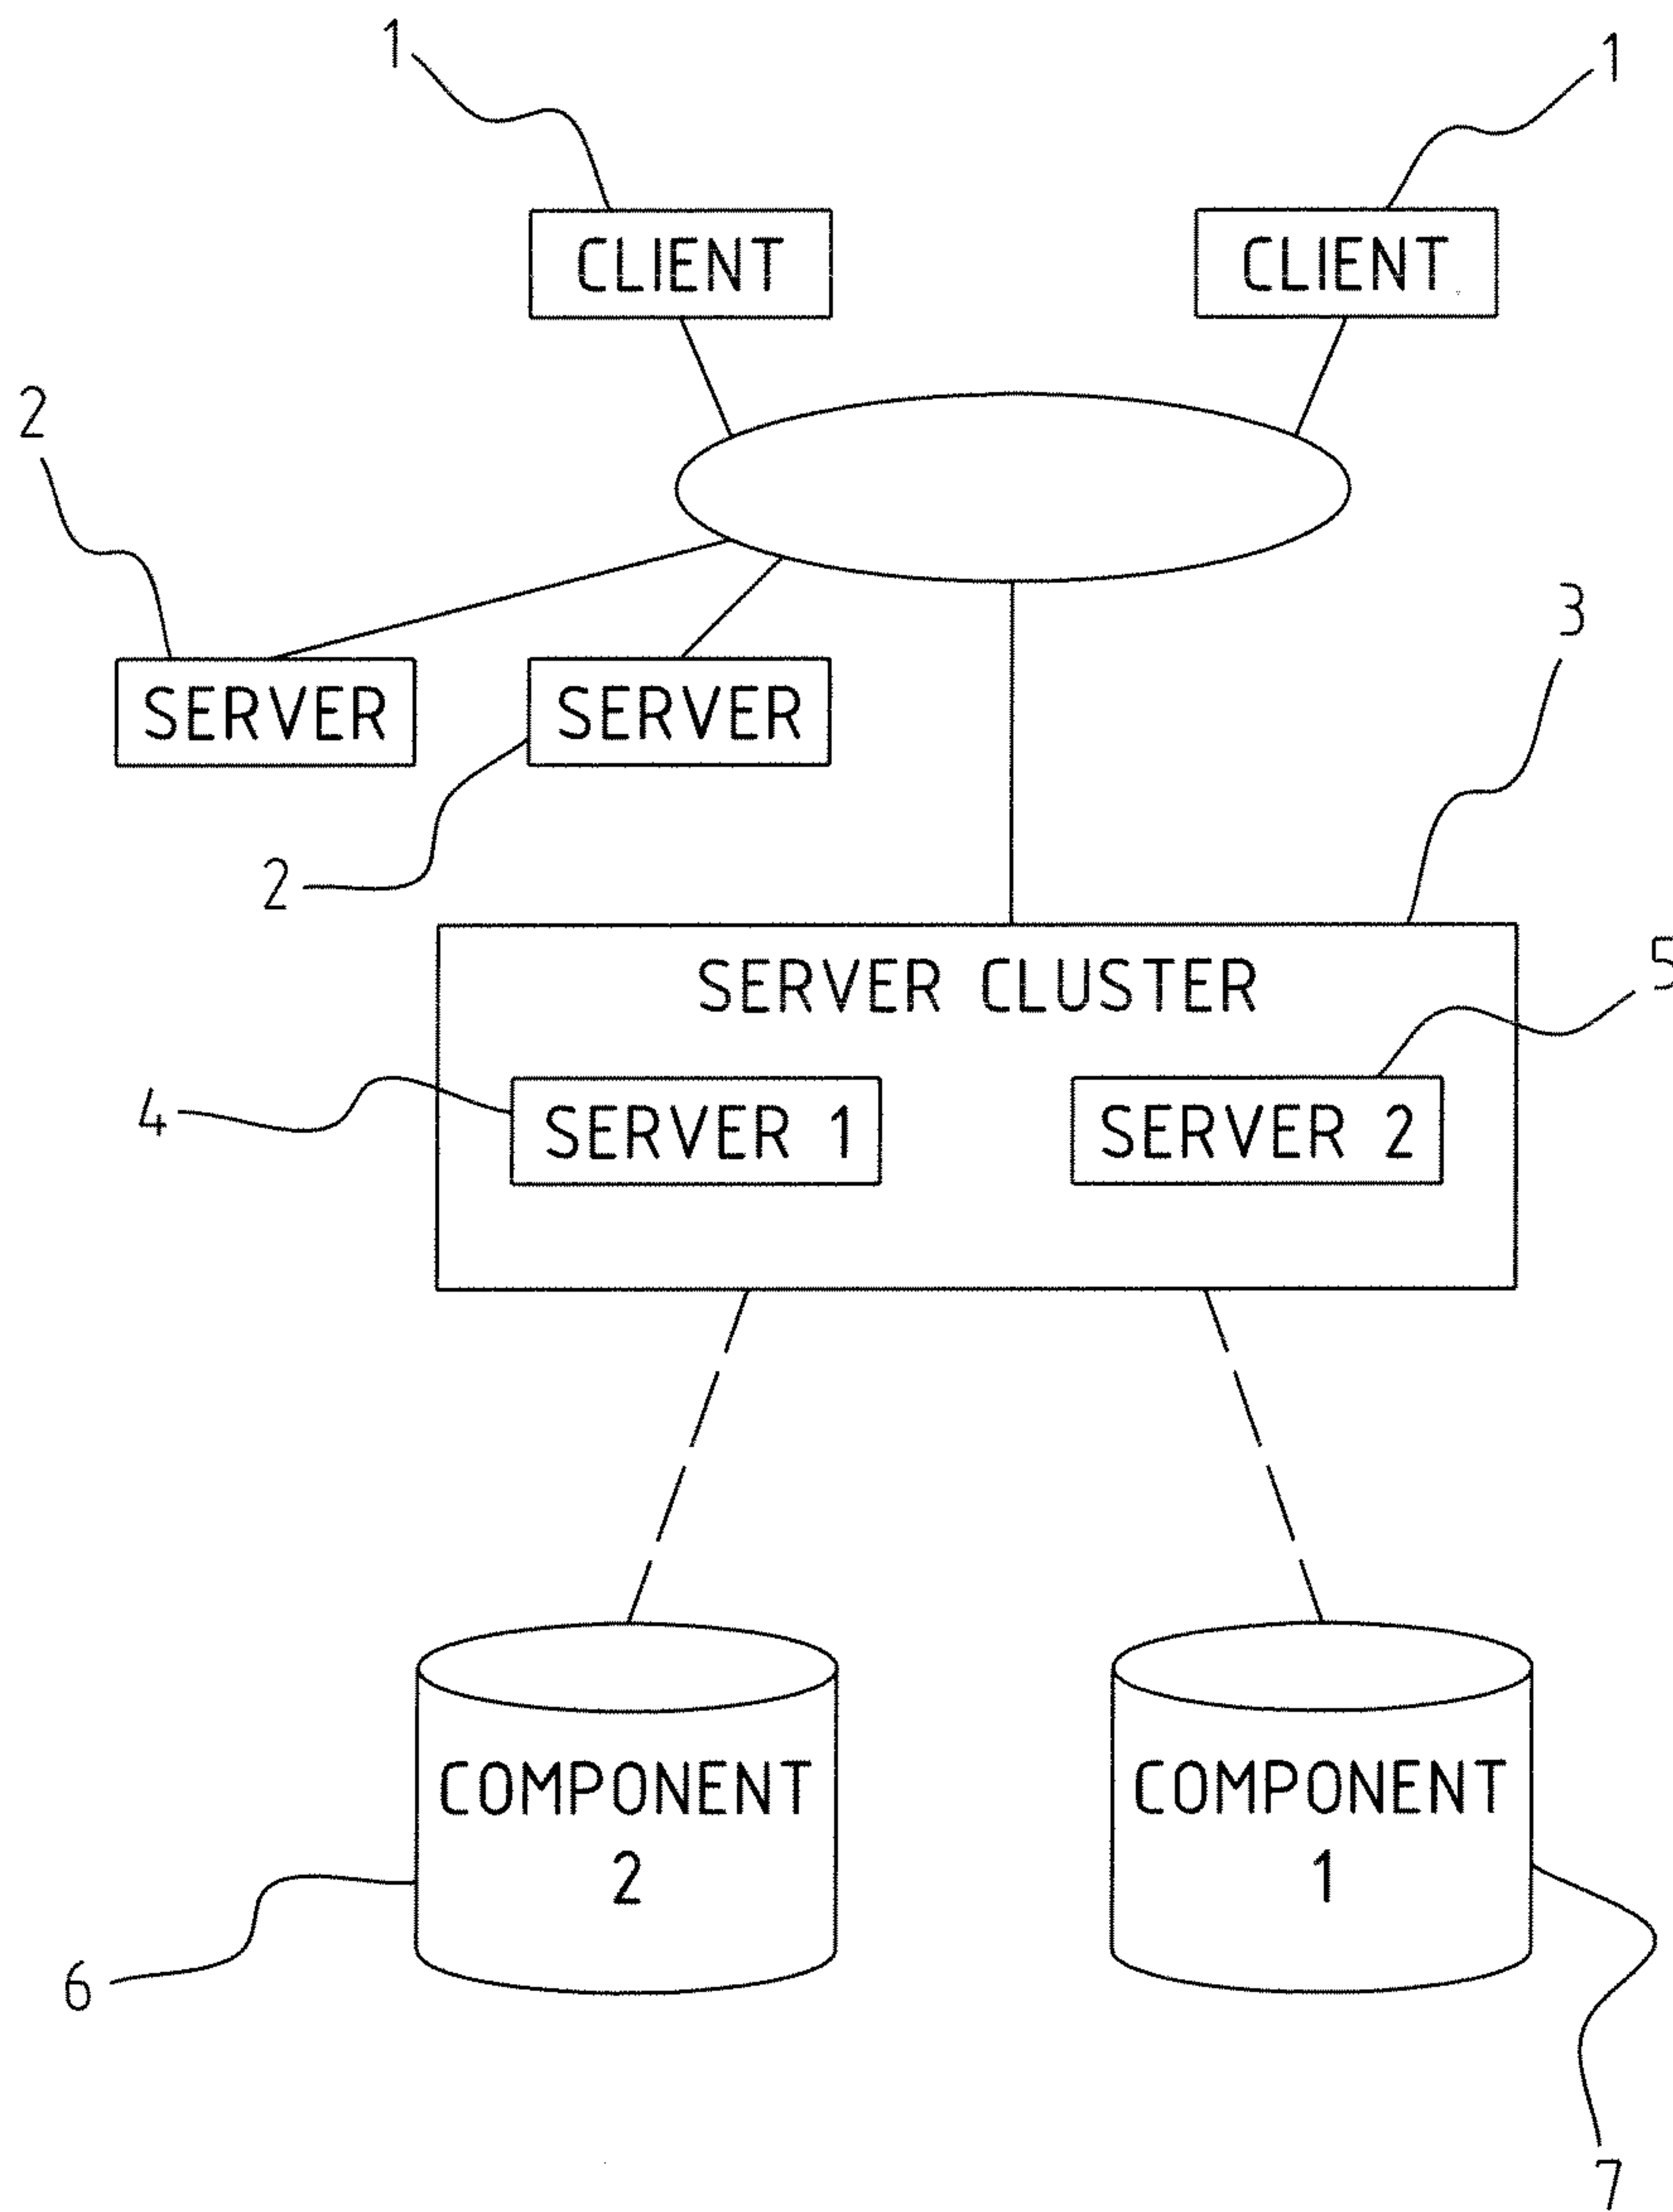 1
1
CLIENT
CLIENT
2
SERVER
SERVER
2
3
SERVER CLUSTER
5
4
SERVER 1
SERVER 2
COMPONENT
2
COMPONENT
1
6
7